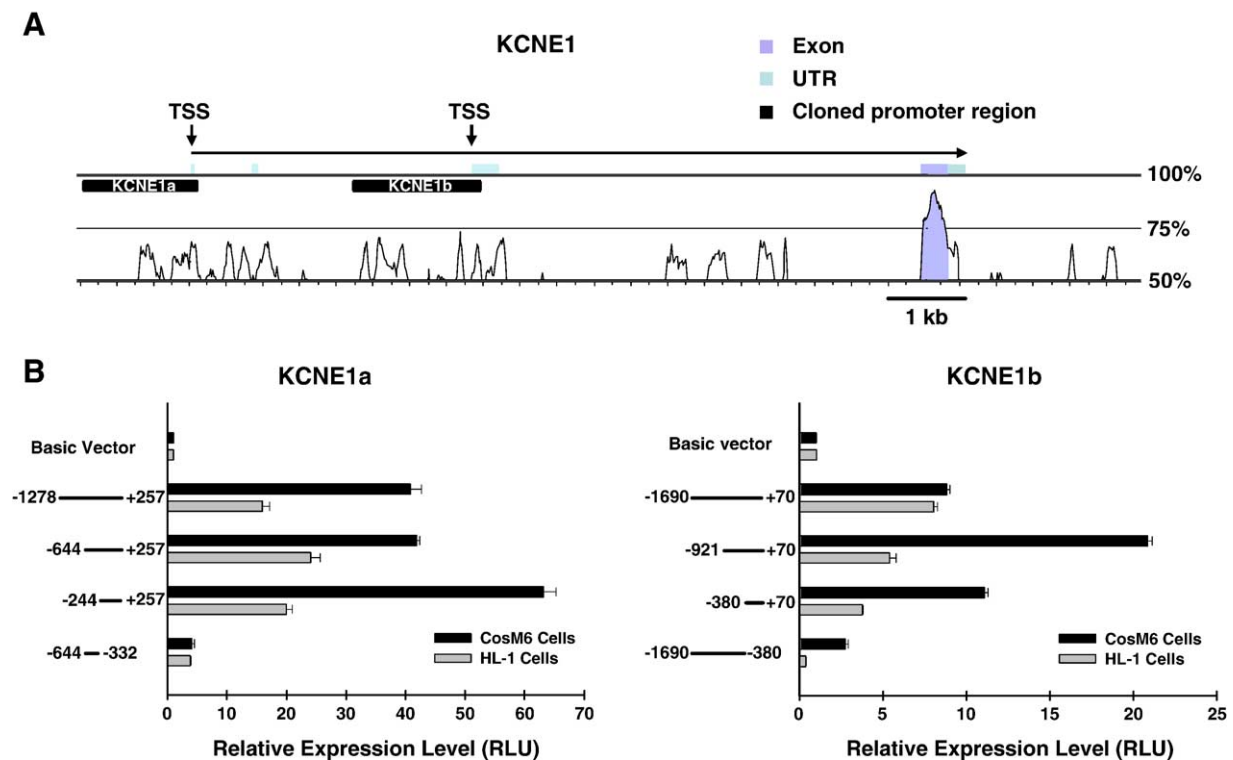 A
KCNE1
Exon
UTR
Cloned promoter region
TSS
TSS
100%
KCNE1a
KCNE1b
75%
50%
1 kb
B
KCNE1a
Basic Vector
-1278 +257
-644 +257
-244 +257
-644 -332
CosM6 Cells
HL-1 Cells
0 10 20 30 40 50 60 70
Relative Expression Level (RLU)
KCNE1b
Basic vector
-1690 +70
-921 +70
-380 +70
-1690 -380
CosM6 Cells
HL-1 Cells
0 5 10 15 20 25
Relative Expression Level (RLU)